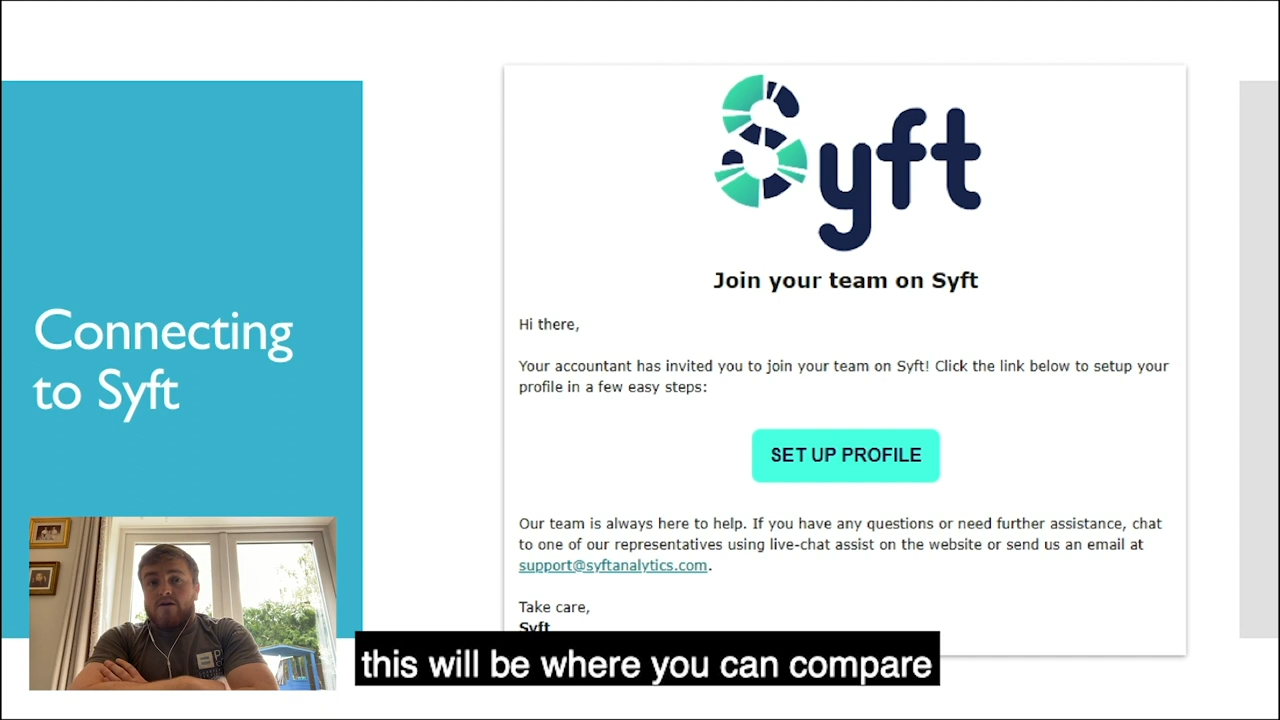 Connecting
to Syft
Syft
Join your team on Syft
Hi there,
Your accountant has invited you to join your team on Syft! Click the link below to setup your
profile in a few easy steps:
SET UP PROFILE
Our team is always here to help. If you have any questions or need further assistance, chat
to one of our representatives using live-chat assist on the website or send us an email at
support@syftanalytics.com.
Take care,
Syft
this will be where you can compare